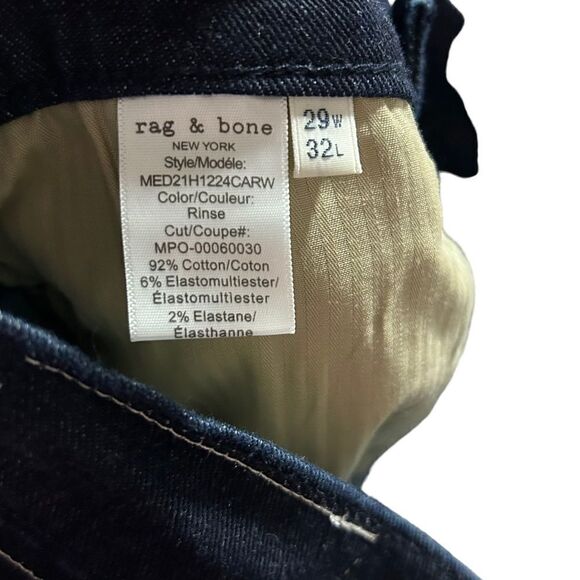 rag & bone
NEW YORK
Style/Modéle:
MED21H1224CARW
Color/Couleur:
Rinse
Cut/Coupe#:
MPO-00060030
92% Cotton/Coton
6% Elastomultiester/
Élastomultiester
2% Elastane/
Élasthanne
29W
32L